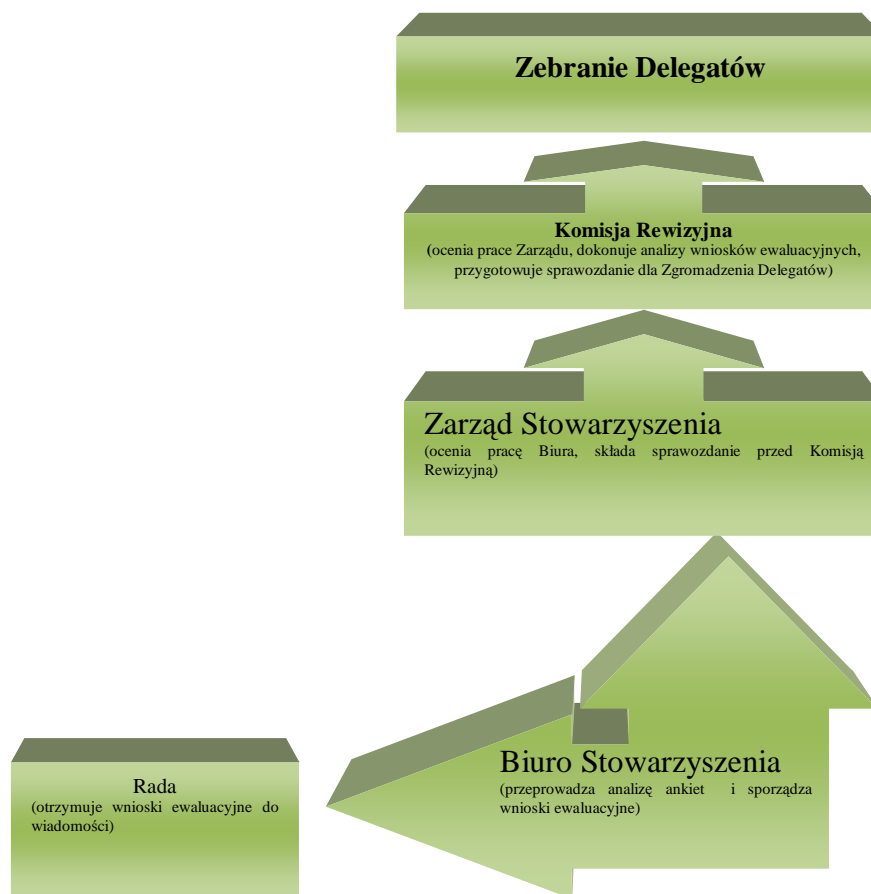 Zebranie Delegatów
Komisja Rewizyjna
(ocenia prace Zarządu, dokonuje analizy wniosków ewaluacyjnych,
przygotowuje sprawozdanie dla Zgromadzenia Delegatów)
Zarząd Stowarzyszenia
(ocenia pracę Biura, składa sprawozdanie przed Komisją
Rewizyjną)
Biuro Stowarzyszenia
(przeprowadza analizę ankiet i sporządza
wnioski ewaluacyjne)
Rada
(otrzymuje wnioski ewaluacyjne do
wiadomości)